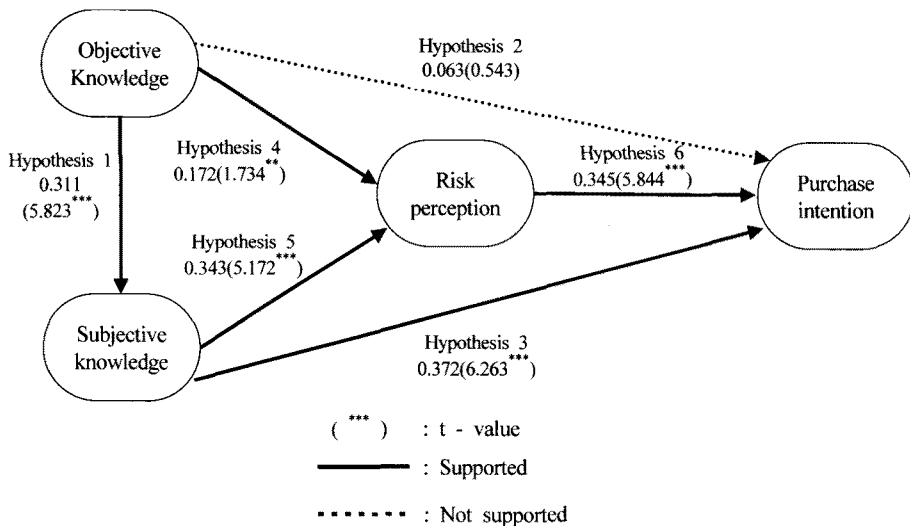 Objective
Knowledge
Hypothesis 2
0.063(0.543)
Hypothesis 1
0.311
(5.823***)
Hypothesis 4
0.172(1.734**)
Risk
perception
Hypothesis 6
0.345(5.844***)
Purchase
intention
Hypothesis 5
0.343(5.172***)
Subjective
knowledge
Hypothesis 3
0.372(6.263***)
( *** ) : t - value
: Supported
: Not supported